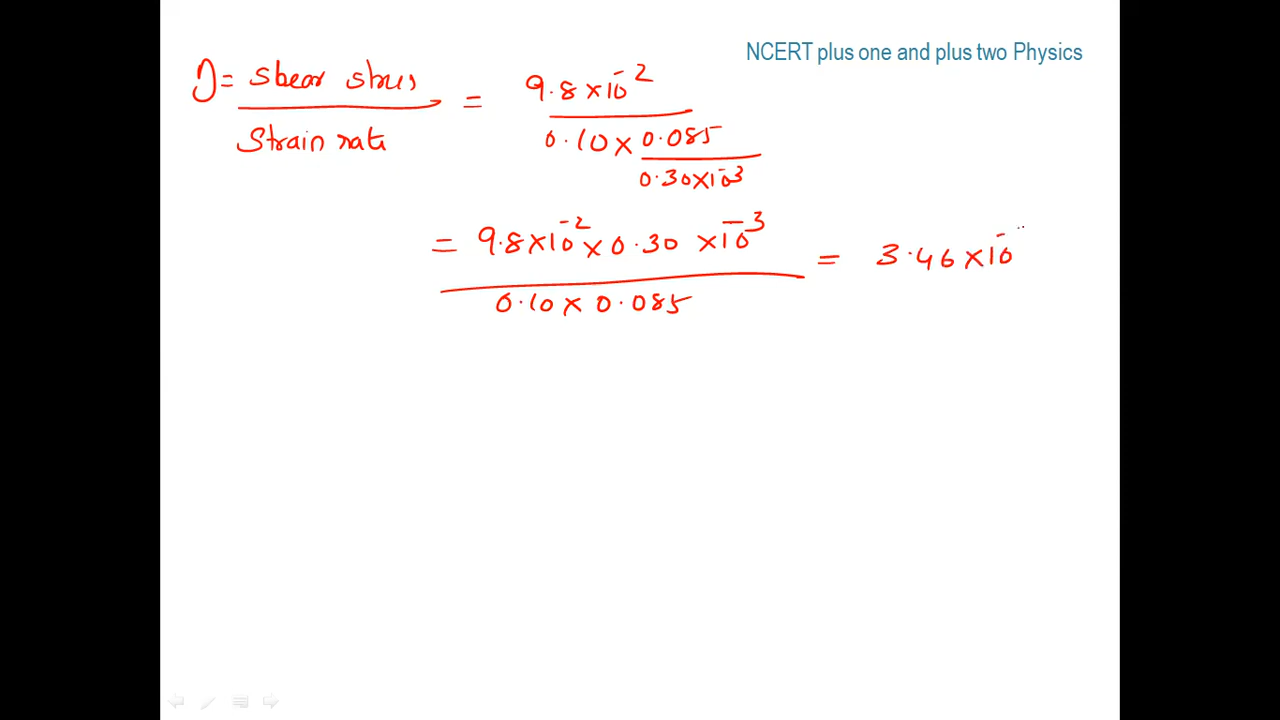 NCERT plus one and plus two Physics
η = shear stress / Strain rate = 9.8×10⁻² / 0.10 × 0.085 / 0.30×10⁻³
= 9.8×10⁻² × 0.30 × 10⁻³ / 0.10 × 0.085 = 3.46×10⁻